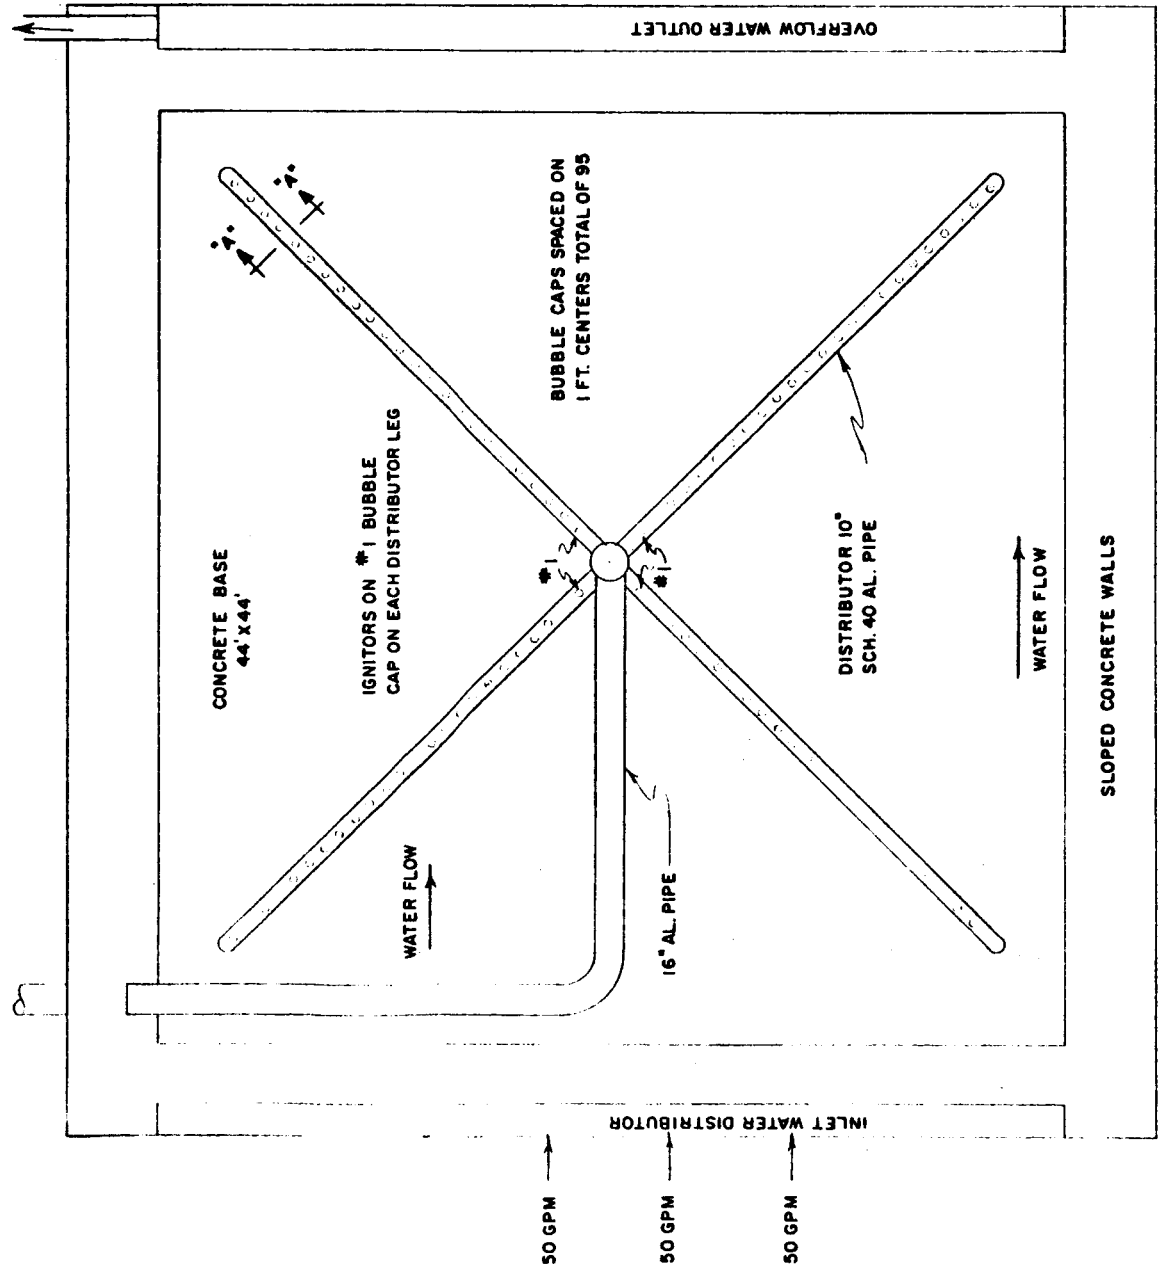 OVERFLOW WATER OUTLET
"A"
"A"
BUBBLE CAPS SPACED ON
1 FT. CENTERS TOTAL OF 95
IGNITORS ON #1 BUBBLE
CAP ON EACH DISTRIBUTOR LEG
CONCRETE BASE
44' X 44'
#1
#1
DISTRIBUTOR 10"
SCH. 40 AL. PIPE
WATER FLOW
SLOPED CONCRETE WALLS
WATER FLOW
16" AL. PIPE
INLET WATER DISTRIBUTOR
50 GPM
50 GPM
50 GPM